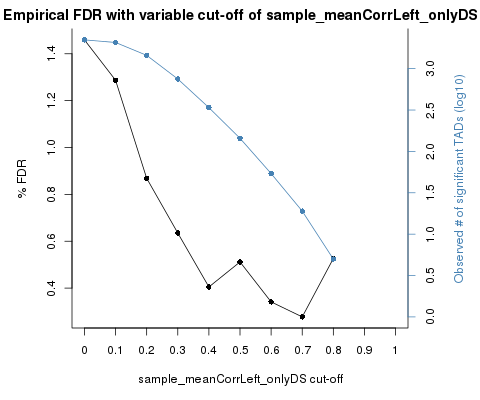 Empirical FDR with variable cut-off of sample_meanCorrLeft_onlyDS
1.4
1.2
1.0
0.8
0.6
0.4
% FDR
3.0
2.5
2.0
1.5
1.0
0.5
0.0
Observed # of significant TADs (log10)
0 0.1 0.2 0.3 0.4 0.5 0.6 0.7 0.8 0.9 1
sample_meanCorrLeft_onlyDS cut-off